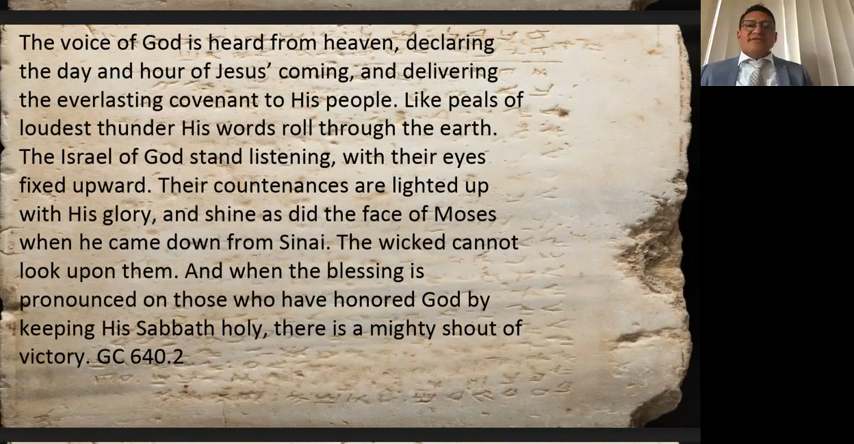 The voice of God is heard from heaven, declaring
the day and hour of Jesus’ coming, and delivering
the everlasting covenant to His people. Like peals of
loudest thunder His words roll through the earth.
The Israel of God stand listening, with their eyes
fixed upward. Their countenances are lighted up
with His glory, and shine as did the face of Moses
when he came down from Sinai. The wicked cannot
look upon them. And when the blessing is
pronounced on those who have honored God by
keeping His Sabbath holy, there is a mighty shout of
victory. GC 640.2